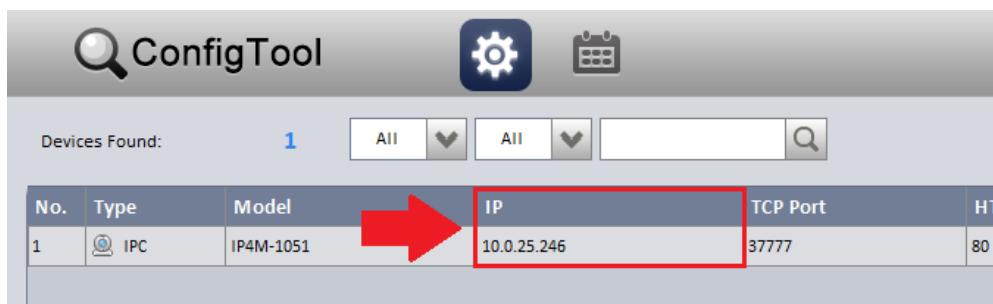 ConfigTool
Devices Found: 1 All All
No. Type Model IP TCP Port HT
1 IPC IP4M-1051 10.0.25.246 37777 80